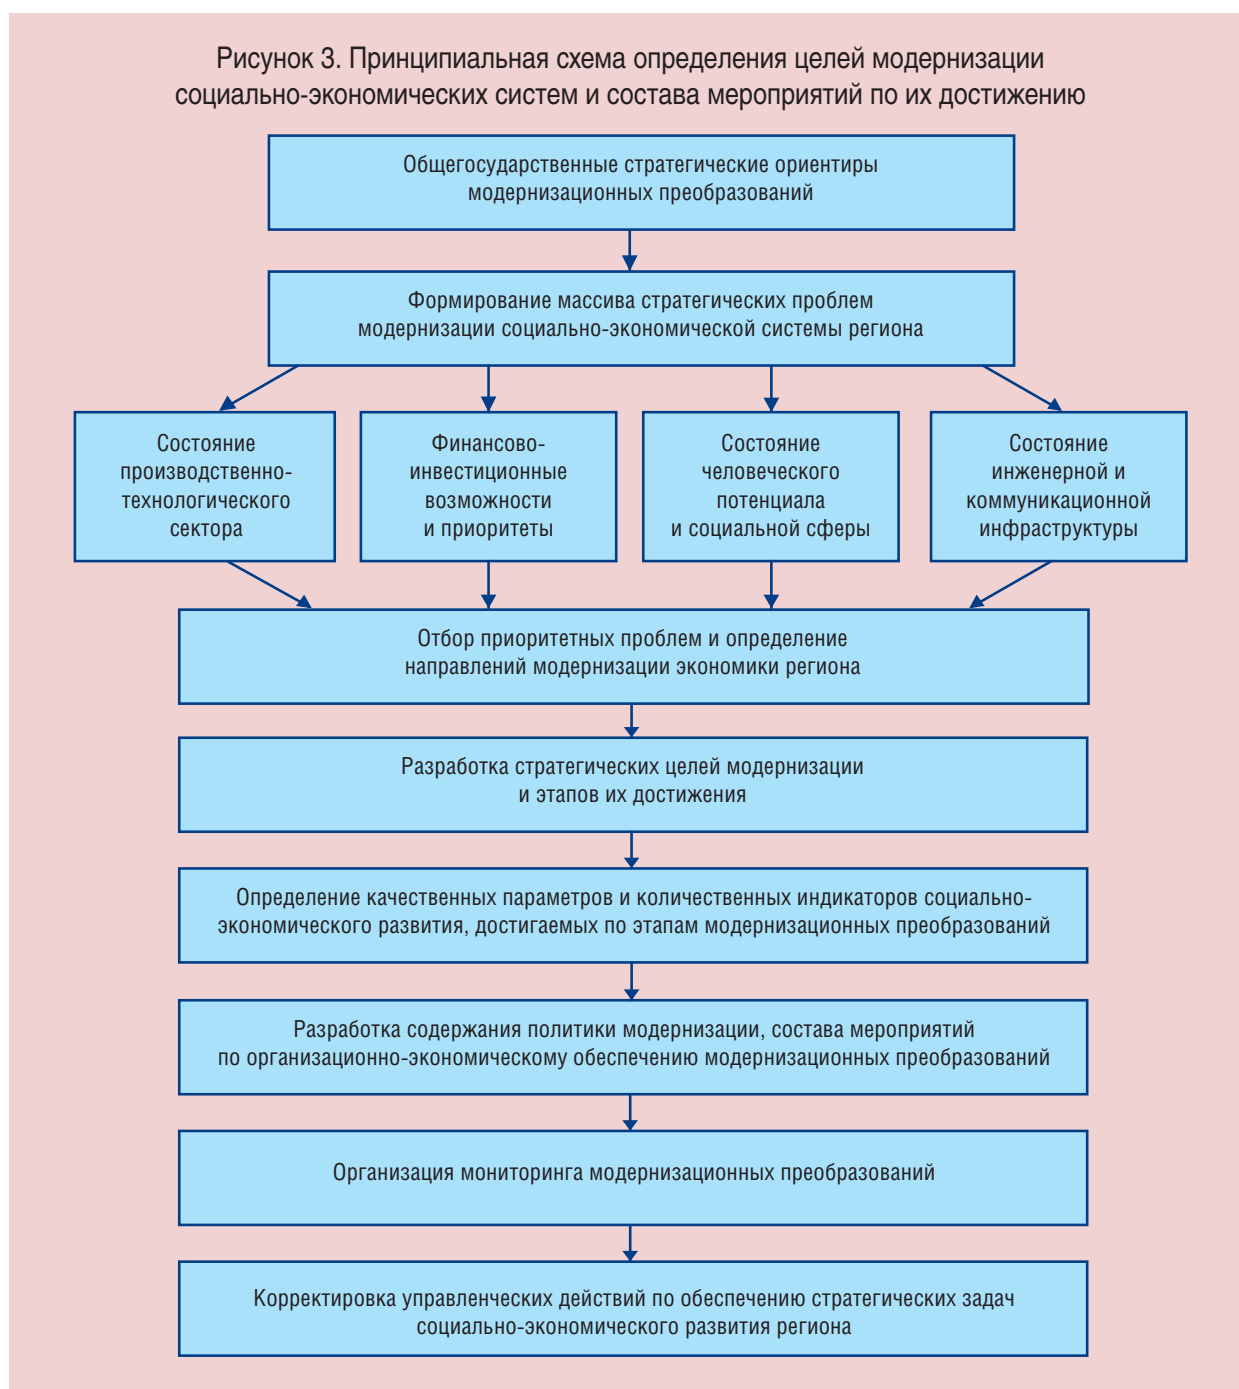 Рисунок 3. Принципиальная схема определения целей модернизации
социально-экономических систем и состава мероприятий по их достижению
Общегосударственные стратегические ориентиры
модернизационных преобразований
Формирование массива стратегических проблем
модернизации социально-экономической системы региона
Состояние
производственно-
технологического
сектора
Финансово-
инвестиционные
возможности
и приоритеты
Состояние
человеческого
потенциала
и социальной сферы
Состояние
инженерной и
коммуникационной
инфраструктуры
Отбор приоритетных проблем и определение
направлений модернизации экономики региона
Разработка стратегических целей модернизации
и этапов их достижения
Определение качественных параметров и количественных индикаторов социально-
экономического развития, достигаемых по этапам модернизационных преобразований
Разработка содержания политики модернизации, состава мероприятий
по организационно-экономическому обеспечению модернизационных преобразований
Организация мониторинга модернизационных преобразований
Корректировка управленческих действий по обеспечению стратегических задач
социально-экономического развития региона